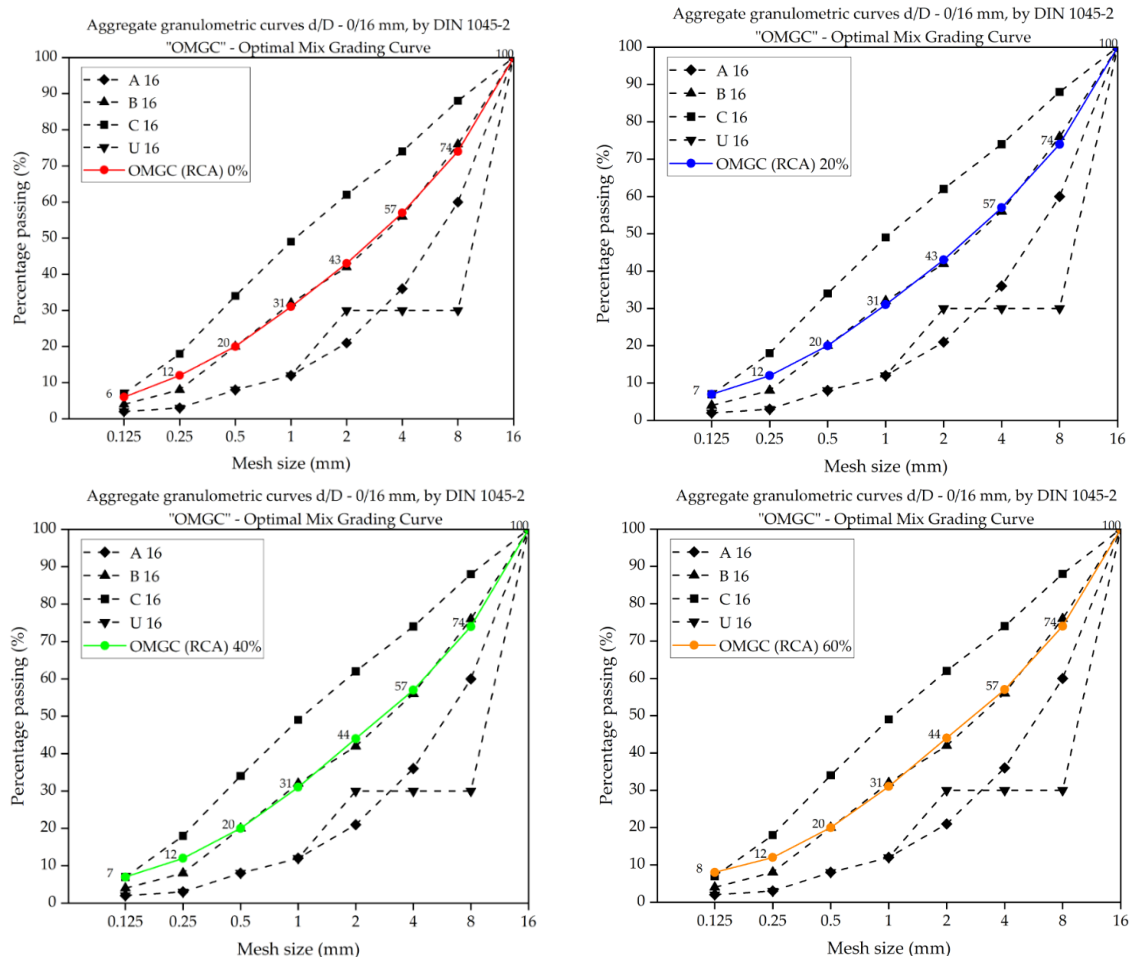 Aggregate granulometric curves d/D - 0/16 mm, by DIN 1045-2
"OMGC" - Optimal Mix Grading Curve
100
100
90
80
70
60
50
40
30
20
10
0
Percentage passing (%)
A 16
B 16
C 16
U 16
OMGC (RCA) 0%
6
12
20
31
43
57
74
0.125 0.25 0.5 1 2 4 8 16
Mesh size (mm)
Aggregate granulometric curves d/D - 0/16 mm, by DIN 1045-2
"OMGC" - Optimal Mix Grading Curve
100
100
90
80
70
60
50
40
30
20
10
0
Percentage passing (%)
A 16
B 16
C 16
U 16
OMGC (RCA) 20%
7
12
20
31
43
57
74
0.125 0.25 0.5 1 2 4 8 16
Mesh size (mm)
Aggregate granulometric curves d/D - 0/16 mm, by DIN 1045-2
"OMGC" - Optimal Mix Grading Curve
100
100
90
80
70
60
50
40
30
20
10
0
Percentage passing (%)
A 16
B 16
C 16
U 16
OMGC (RCA) 40%
7
12
20
31
44
57
74
0.125 0.25 0.5 1 2 4 8 16
Mesh size (mm)
Aggregate granulometric curves d/D - 0/16 mm, by DIN 1045-2
"OMGC" - Optimal Mix Grading Curve
100
100
90
80
70
60
50
40
30
20
10
0
Percentage passing (%)
A 16
B 16
C 16
U 16
OMGC (RCA) 60%
8
12
20
31
44
57
74
0.125 0.25 0.5 1 2 4 8 16
Mesh size (mm)